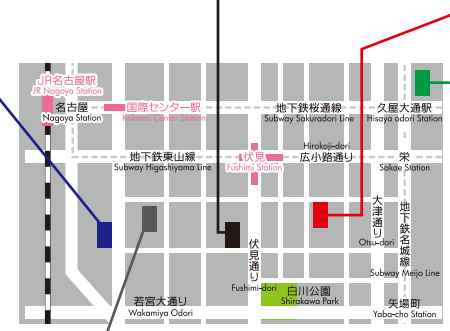 JR名古屋駅
JR Nagoya Station
名古屋
Nagoya Station
国際センター駅
Kokusai Center Station
地下鉄桜通線
Subway Sakuradori Line
久屋大通駅
Hisaya odori Station
地下鉄東山線
Subway Higashiyama Line
伏見
Fushimi Station
Hirokoji-dori
広小路通り
栄
Sakae Station
大津通り
Otsu-dori
地下鉄名城線
Subway Meijo Line
伏見通り
Fushimi-dori
若宮大通り
Wakamiya Odori
白川公園
Shirakawa Park
矢場町
Yaba-cho Station